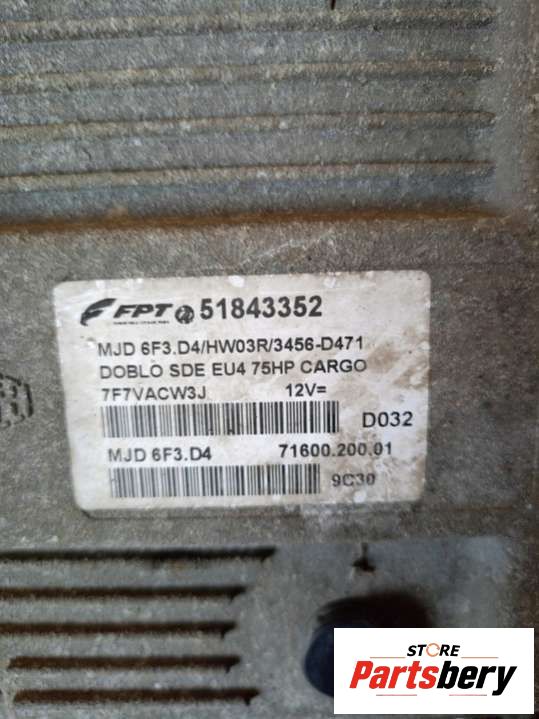 FPT 51843352
MJD 6F3.D4/HW03R/3456-D471
DOBLO SDE EU4 75HP CARGO
7F7VACW3J 12V=
D032
MJD 6F3.D4 71600.200.01
9C30
STORE
Partsbery